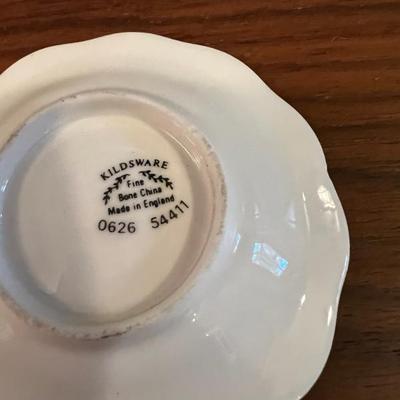 KILDSWARE
Fine
Bone China
Made in England
0626 54411